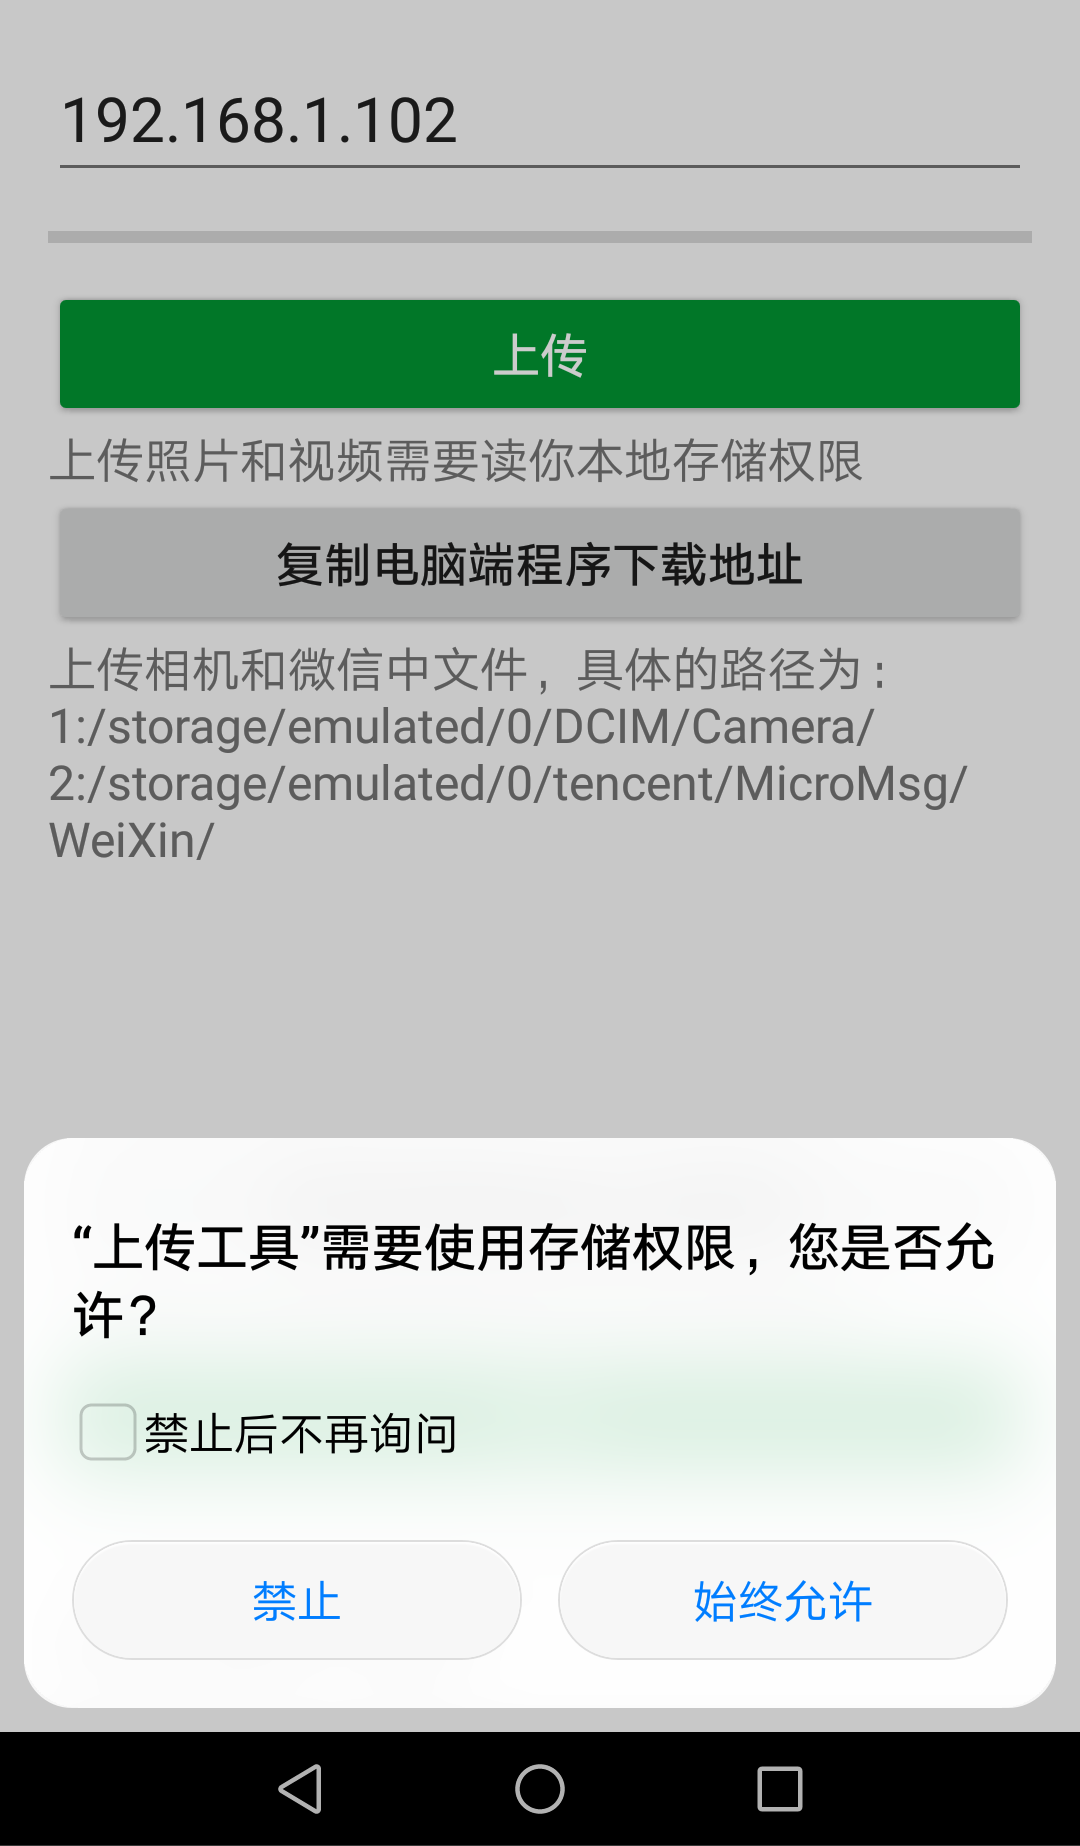 192.168.1.102
上传
上传照片和视频需要读你本地存储权限
复制电脑端程序下载地址
上传相机和微信中文件，具体的路径为：
1:/storage/emulated/0/DCIM/Camera/
2:/storage/emulated/0/tencent/MicroMsg/
WeiXin/
“上传工具”需要使用存储权限，您是否允
许？
禁止后不再询问
禁止
始终允许